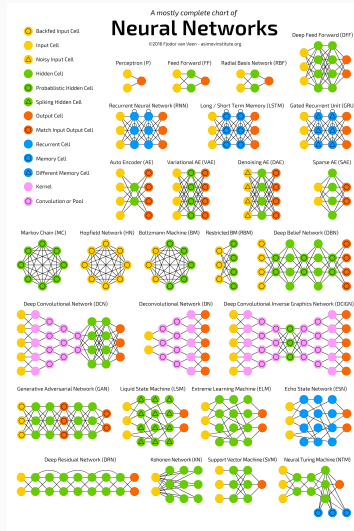 A mostly complete chart of
Neural Networks
©2016 Fjodor van Veen - asimovinstitute.org
Backfed Input Cell
Input Cell
Noisy Input Cell
Hidden Cell
Probablistic Hidden Cell
Spiking Hidden Cell
Output Cell
Match Input Output Cell
Recurrent Cell
Memory Cell
Different Memory Cell
Kernel
Convolution or Pool
Deep Feed Forward (DFF)
Perceptron (P)
Feed Forward (FF)
Radial Basis Network (RBF)
Recurrent Neural Network (RNN)
Long / Short Term Memory (LSTM)
Gated Recurrent Unit (GRU)
Auto Encoder (AE)
Variational AE (VAE)
Denoising AE (DAE)
Sparse AE (SAE)
Markov Chain (MC)
Hopfield Network (HN)
Boltzmann Machine (BM)
Restricted BM (RBM)
Deep Belief Network (DBN)
Deep Convolutional Network (DCN)
Deconvolutional Network (DN)
Deep Convolutional Inverse Graphics Network (DCIGN)
Generative Adversarial Network (GAN)
Liquid State Machine (LSM)
Extreme Learning Machine (ELM)
Echo State Network (ESN)
Deep Residual Network (DRN)
Kohonen Network (KN)
Support Vector Machine (SVM)
Neural Turing Machine (NTM)